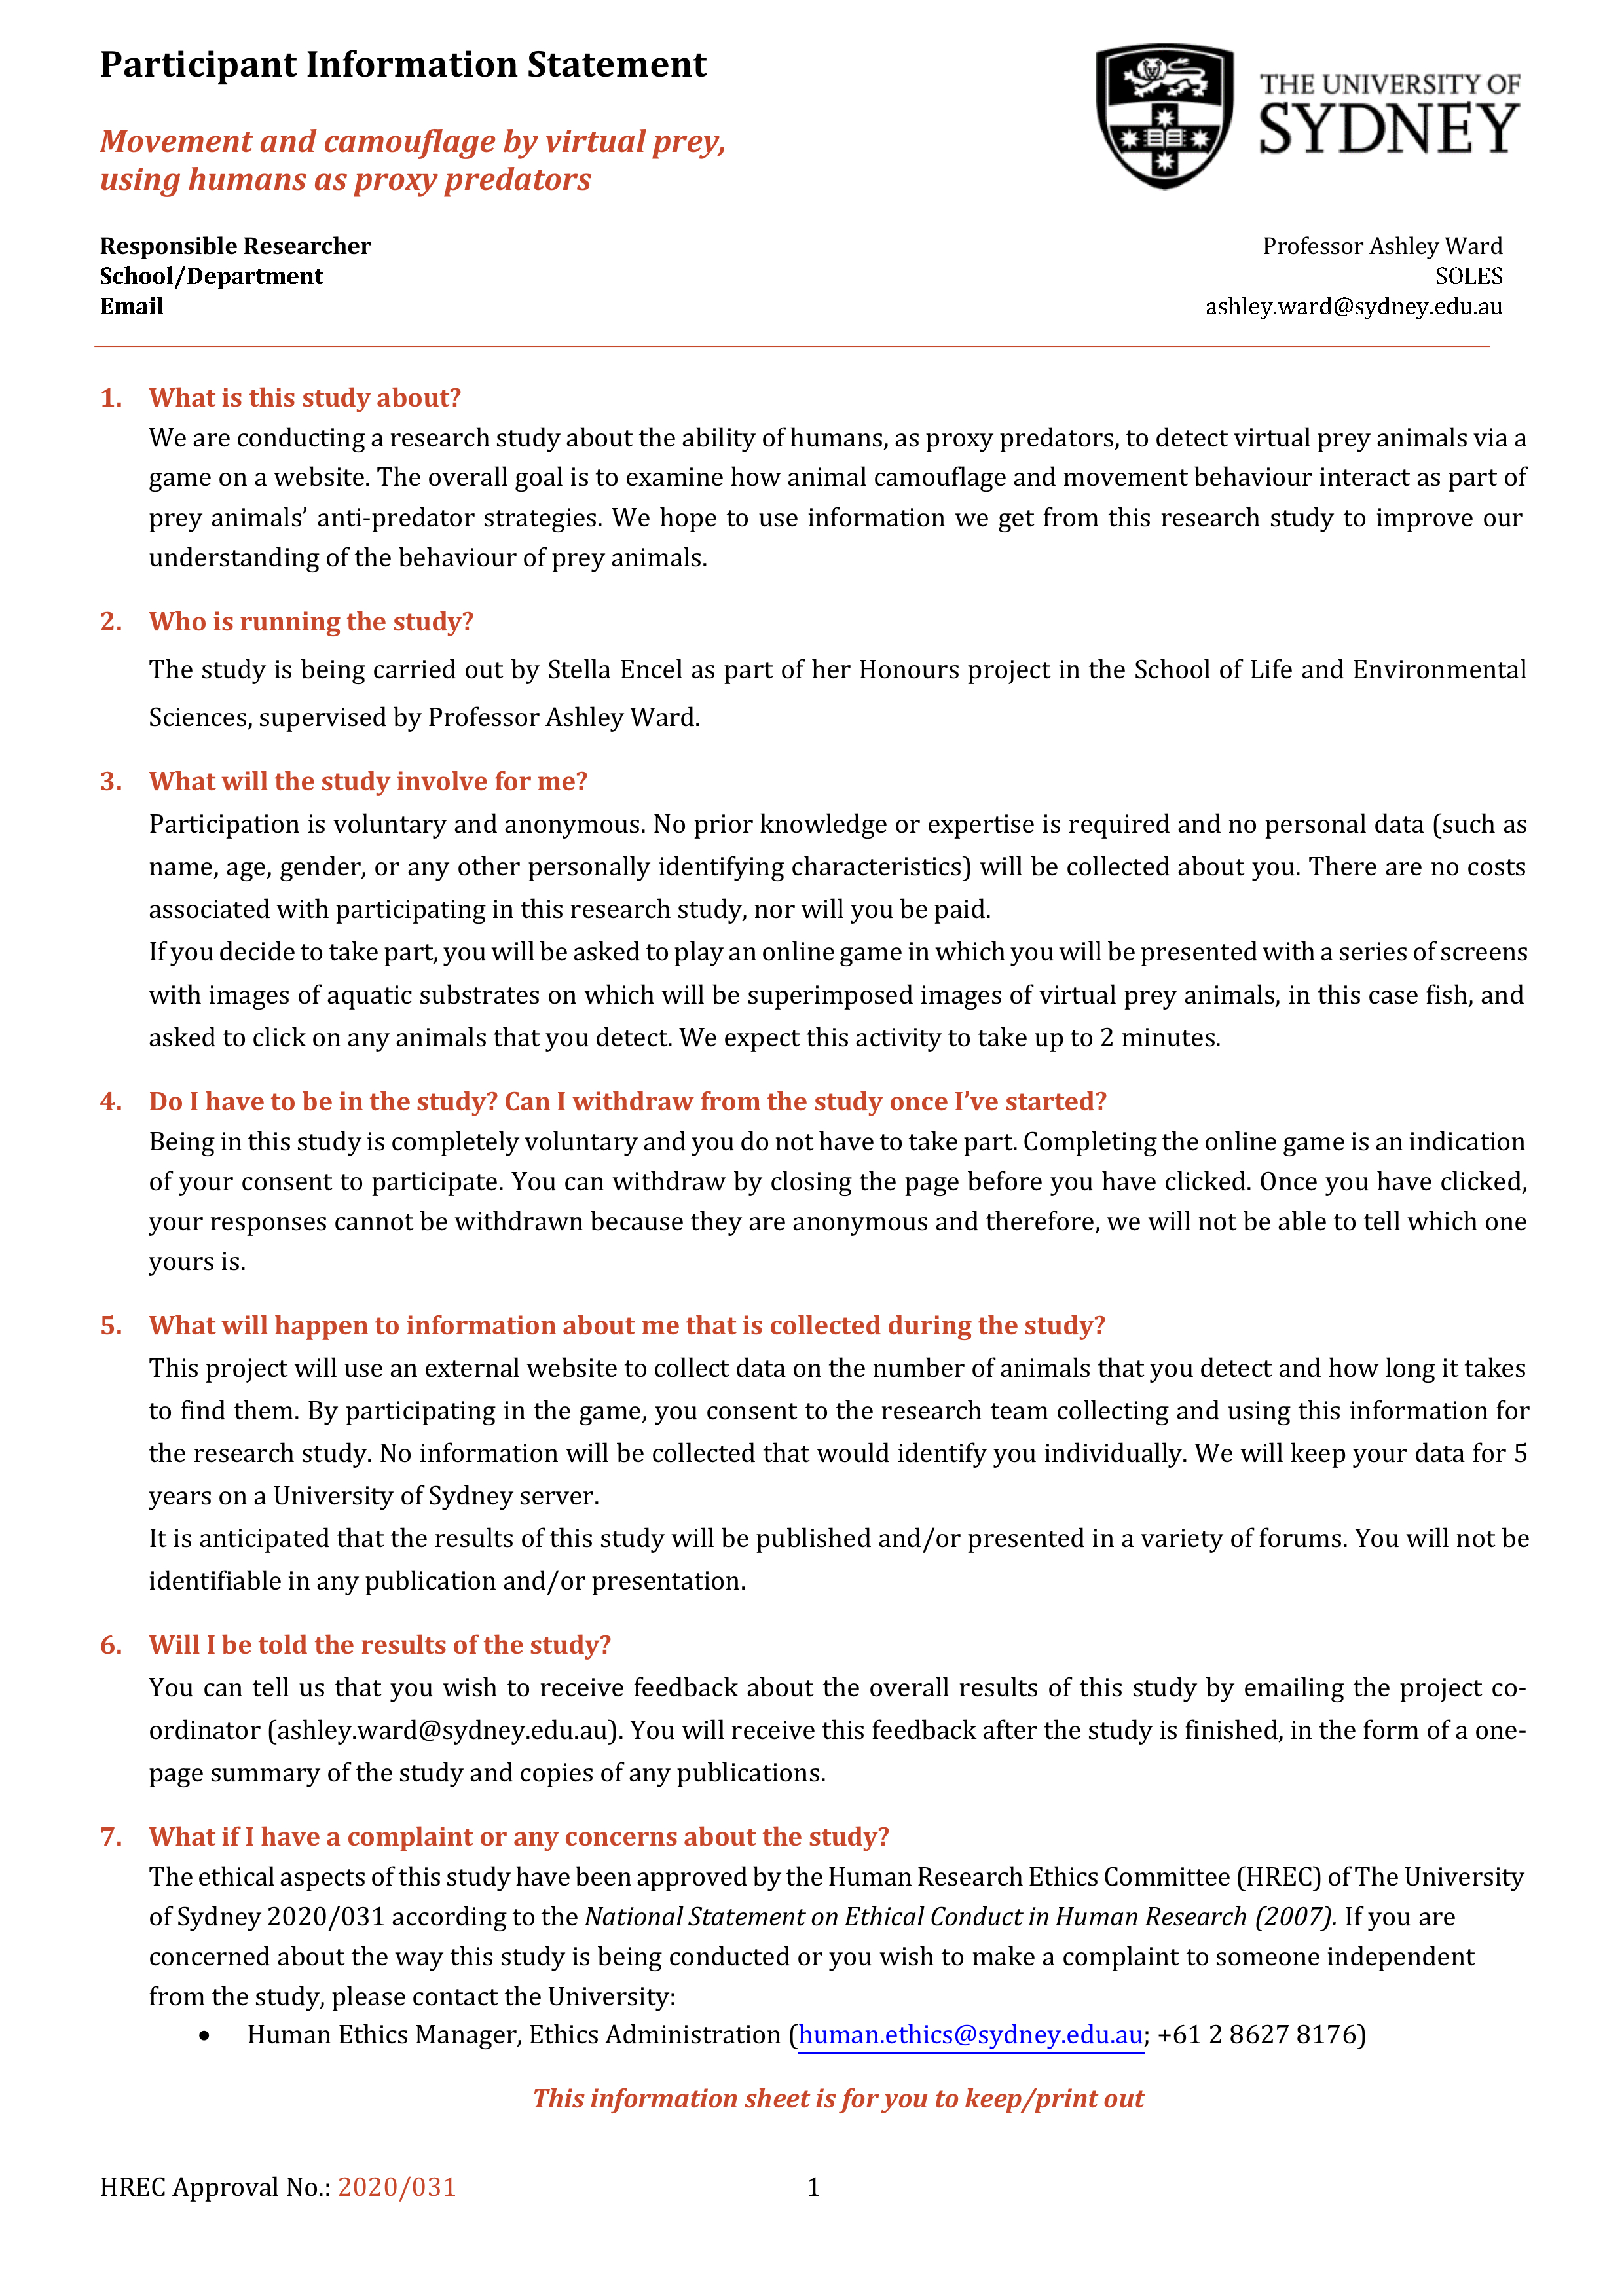 Participant Information Statement
THE UNIVERSITY OF
SYDNEY
Movement and camouflage by virtual prey,
using humans as proxy predators
Responsible Researcher Professor Ashley Ward
School/Department SOLES
Email ashley.ward@sydney.edu.au
1. What is this study about?
We are conducting a research study about the ability of humans, as proxy predators, to detect virtual prey animals via a
game on a website. The overall goal is to examine how animal camouflage and movement behaviour interact as part of
prey animals’ anti-predator strategies. We hope to use information we get from this research study to improve our
understanding of the behaviour of prey animals.
2. Who is running the study?
The study is being carried out by Stella Encel as part of her Honours project in the School of Life and Environmental
Sciences, supervised by Professor Ashley Ward.
3. What will the study involve for me?
Participation is voluntary and anonymous. No prior knowledge or expertise is required and no personal data (such as
name, age, gender, or any other personally identifying characteristics) will be collected about you. There are no costs
associated with participating in this research study, nor will you be paid.
If you decide to take part, you will be asked to play an online game in which you will be presented with a series of screens
with images of aquatic substrates on which will be superimposed images of virtual prey animals, in this case fish, and
asked to click on any animals that you detect. We expect this activity to take up to 2 minutes.
4. Do I have to be in the study? Can I withdraw from the study once I’ve started?
Being in this study is completely voluntary and you do not have to take part. Completing the online game is an indication
of your consent to participate. You can withdraw by closing the page before you have clicked. Once you have clicked,
your responses cannot be withdrawn because they are anonymous and therefore, we will not be able to tell which one
yours is.
5. What will happen to information about me that is collected during the study?
This project will use an external website to collect data on the number of animals that you detect and how long it takes
to find them. By participating in the game, you consent to the research team collecting and using this information for
the research study. No information will be collected that would identify you individually. We will keep your data for 5
years on a University of Sydney server.
It is anticipated that the results of this study will be published and/or presented in a variety of forums. You will not be
identifiable in any publication and/or presentation.
6. Will I be told the results of the study?
You can tell us that you wish to receive feedback about the overall results of this study by emailing the project co-
ordinator (ashley.ward@sydney.edu.au). You will receive this feedback after the study is finished, in the form of a one-
page summary of the study and copies of any publications.
7. What if I have a complaint or any concerns about the study?
The ethical aspects of this study have been approved by the Human Research Ethics Committee (HREC) of The University
of Sydney 2020/031 according to the National Statement on Ethical Conduct in Human Research (2007). If you are
concerned about the way this study is being conducted or you wish to make a complaint to someone independent
from the study, please contact the University:
• Human Ethics Manager, Ethics Administration (human.ethics@sydney.edu.au; +61 2 8627 8176)
This information sheet is for you to keep/print out
HREC Approval No.: 2020/031 1